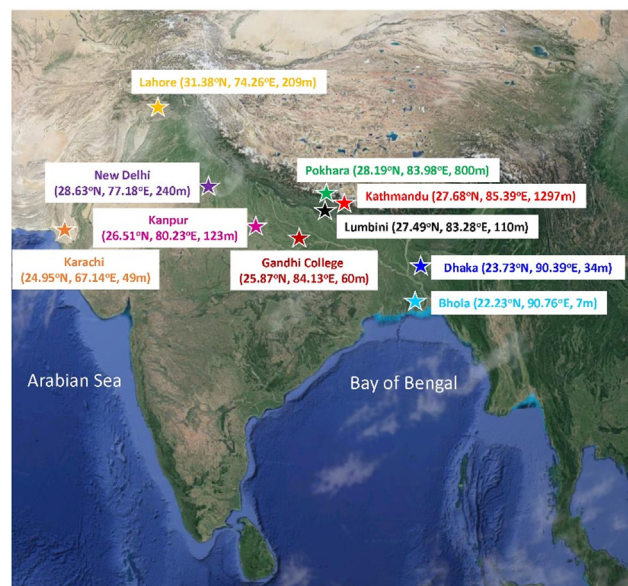 Lahore (31.38°N, 74.26°E, 209m)
New Delhi
(28.63°N, 77.18°E, 240m)
Pokhara (28.19°N, 83.98°E, 800m)
Kathmandu (27.68°N, 85.39°E, 1297m)
Kanpur
(26.51°N, 80.23°E, 123m)
Lumbini (27.49°N, 83.28°E, 110m)
Karachi
(24.95°N, 67.14°E, 49m)
Gandhi College
(25.87°N, 84.13°E, 60m)
Dhaka (23.73°N, 90.39°E, 34m)
Bhola (22.23°N, 90.76°E, 7m)
Arabian Sea
Bay of Bengal